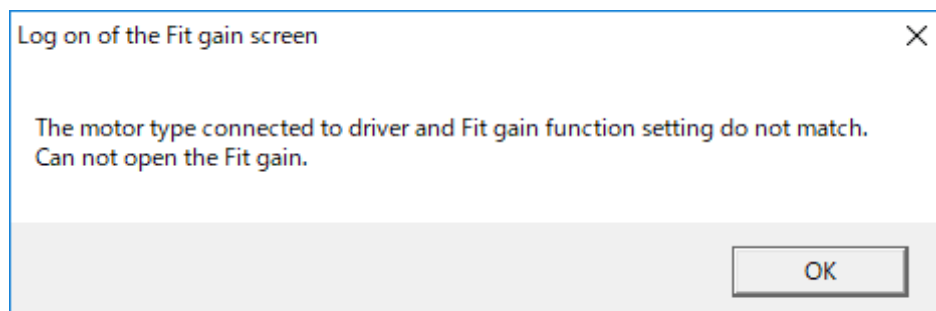 Log on of the Fit gain screen
The motor type connected to driver and Fit gain function setting do not match.
Can not open the Fit gain.
OK